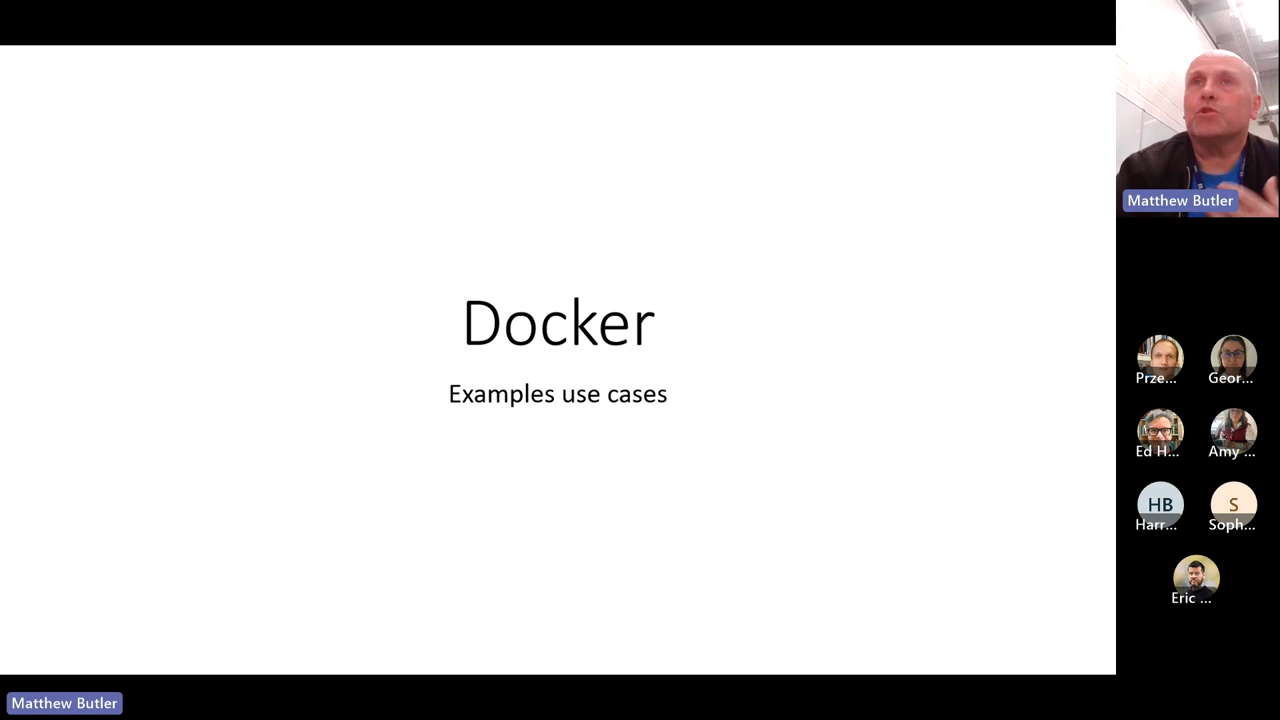 Docker
Examples use cases
Matthew Butler
Prze...
Geor...
Ed H...
Amy ...
HB
Harr...
S
Soph...
Eric ...
Matthew Butler